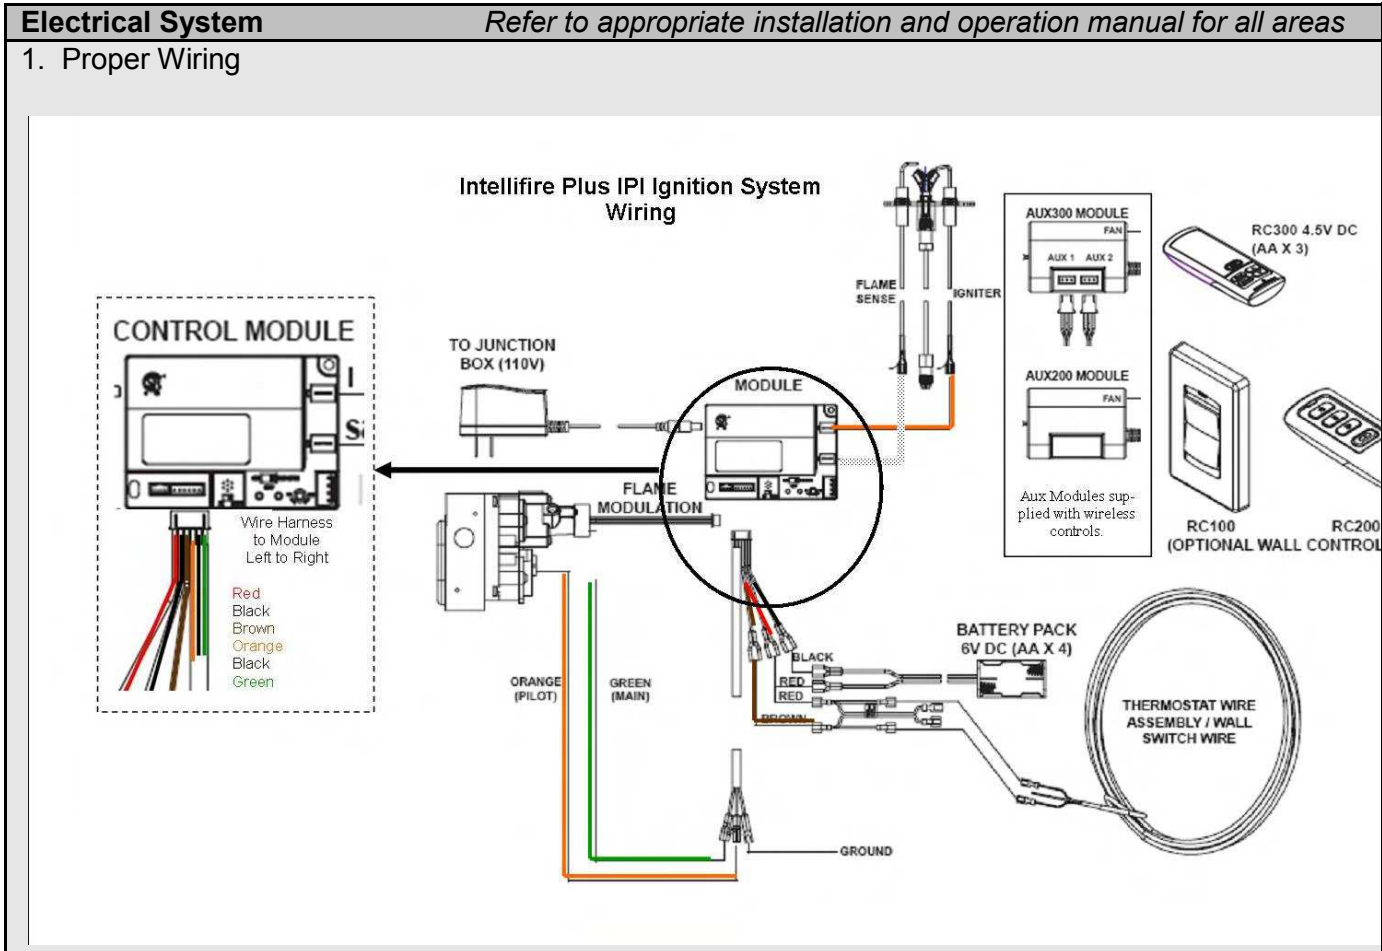 Electrical System
Refer to appropriate installation and operation manual for all areas
1. Proper Wiring
Intellifire Plus IPI Ignition System
Wiring
CONTROL MODULE
I
S
Wire Harness
to Module
Left to Right
Red
Black
Brown
Orange
Black
Green
TO JUNCTION
BOX (110V)
FLAME
SENSE
IGNITER
MODULE
FLAME
MODULATION
ORANGE
(PILOT)
GREEN
(MAIN)
BLACK
RED
RED
BROWN
GROUND
BATTERY PACK
6V DC (AA X 4)
THERMOSTAT WIRE
ASSEMBLY / WALL
SWITCH WIRE
AUX300 MODULE
FAN
AUX 1 AUX 2
AUX200 MODULE
FAN
Aux Modules sup-
plied with wireless
controls.
RC300 4.5V DC
(AA X 3)
RC100
RC200
(OPTIONAL WALL CONTROL